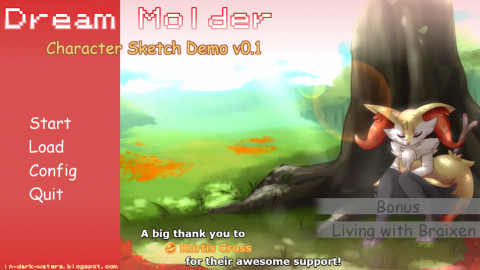 Dream Molder
Character Sketch Demo v0.1
Start
Load
Config
Quit
Bonus
Living with Braixen
A big thank you to
Kurtis Cross
for their awesome support!
in-dark-waters.blogspot.com